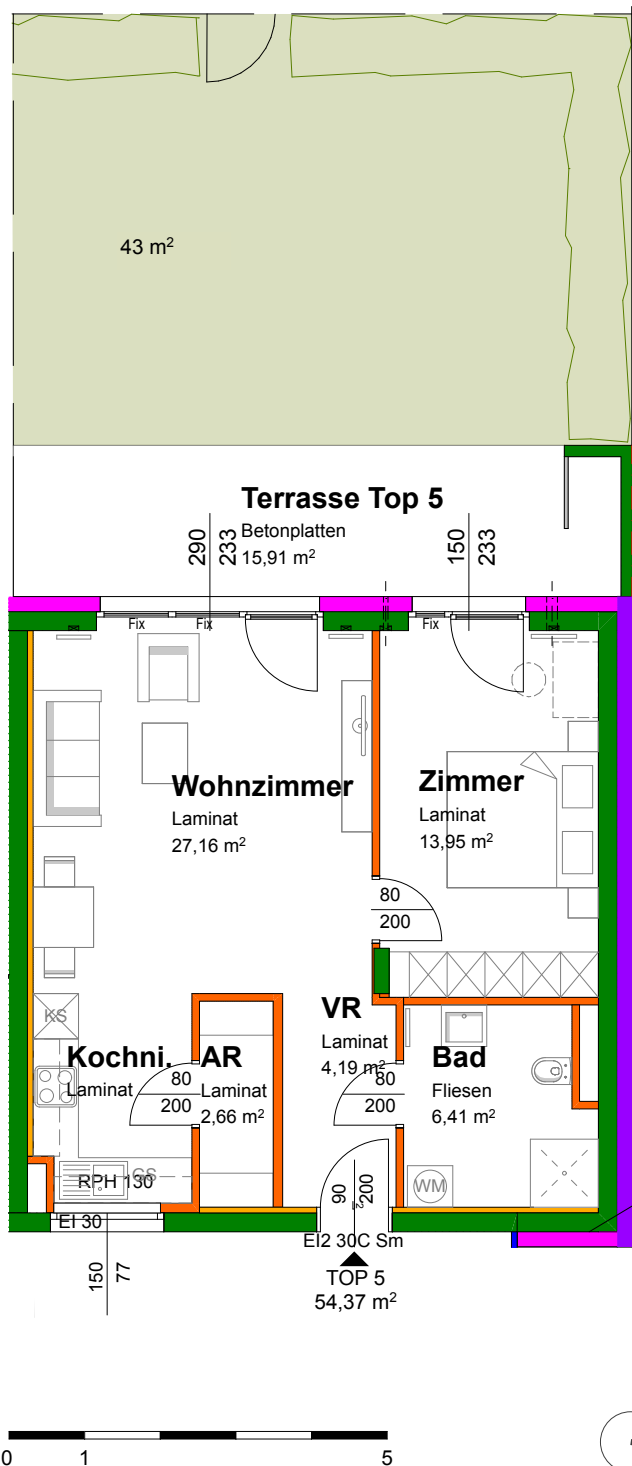 43 m²
Terrasse Top 5
Betonplatten
15,91 m²
290
233
150
233
Fix
Fix
Fix
Wohnzimmer
Laminat
27,16 m²
Zimmer
Laminat
13,95 m²
80
200
KS
VR
Laminat
4,19 m²
Kochni.
Laminat
AR
Laminat
2,66 m²
80
200
Bad
Fliesen
6,41 m²
80
200
GS
RPH 130
WM
90
200
EI 30
EI2 30C Sm
150
77
TOP 5
54,37 m²
0 1 5